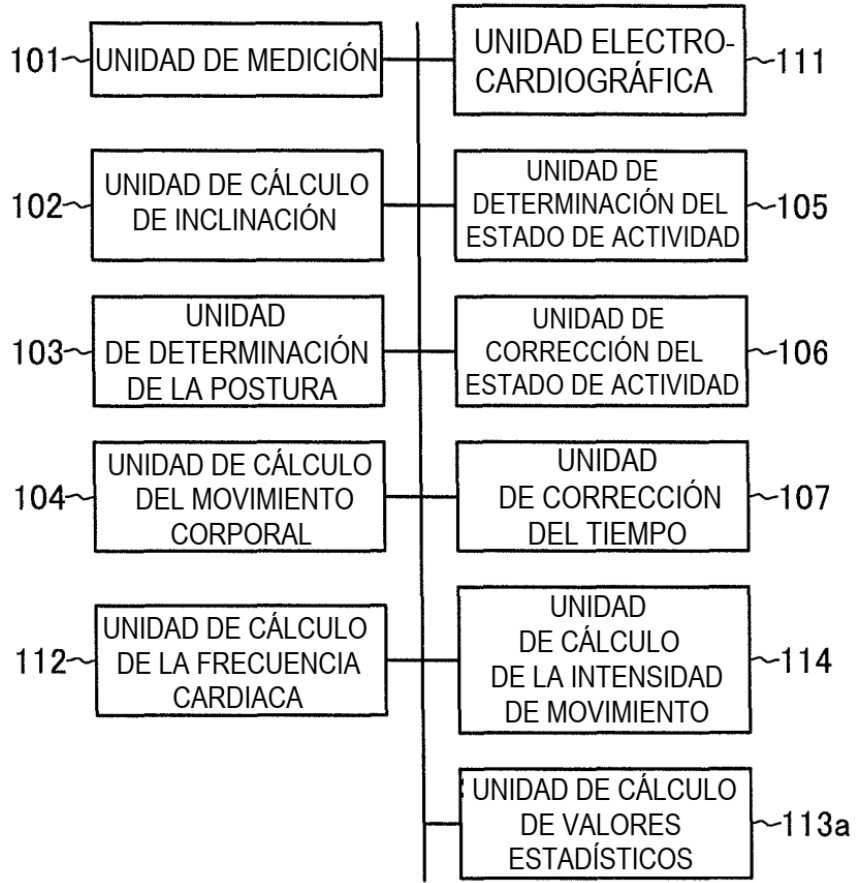 101
UNIDAD DE MEDICIÓN
UNIDAD ELECTRO-
CARDIOGRÁFICA
111
102
UNIDAD DE CÁLCULO
DE INCLINACIÓN
UNIDAD DE
DETERMINACIÓN DEL
ESTADO DE ACTIVIDAD
105
103
UNIDAD
DE DETERMINACIÓN
DE LA POSTURA
UNIDAD DE
CORRECCIÓN DEL
ESTADO DE ACTIVIDAD
106
104
UNIDAD DE CÁLCULO
DEL MOVIMIENTO
CORPORAL
UNIDAD
DE CORRECCIÓN
DEL TIEMPO
107
112
UNIDAD DE CÁLCULO
DE LA FRECUENCIA
CARDIACA
UNIDAD
DE CÁLCULO
DE LA INTENSIDAD
DE MOVIMIENTO
114
UNIDAD DE CÁLCULO
DE VALORES
ESTADÍSTICOS
113a